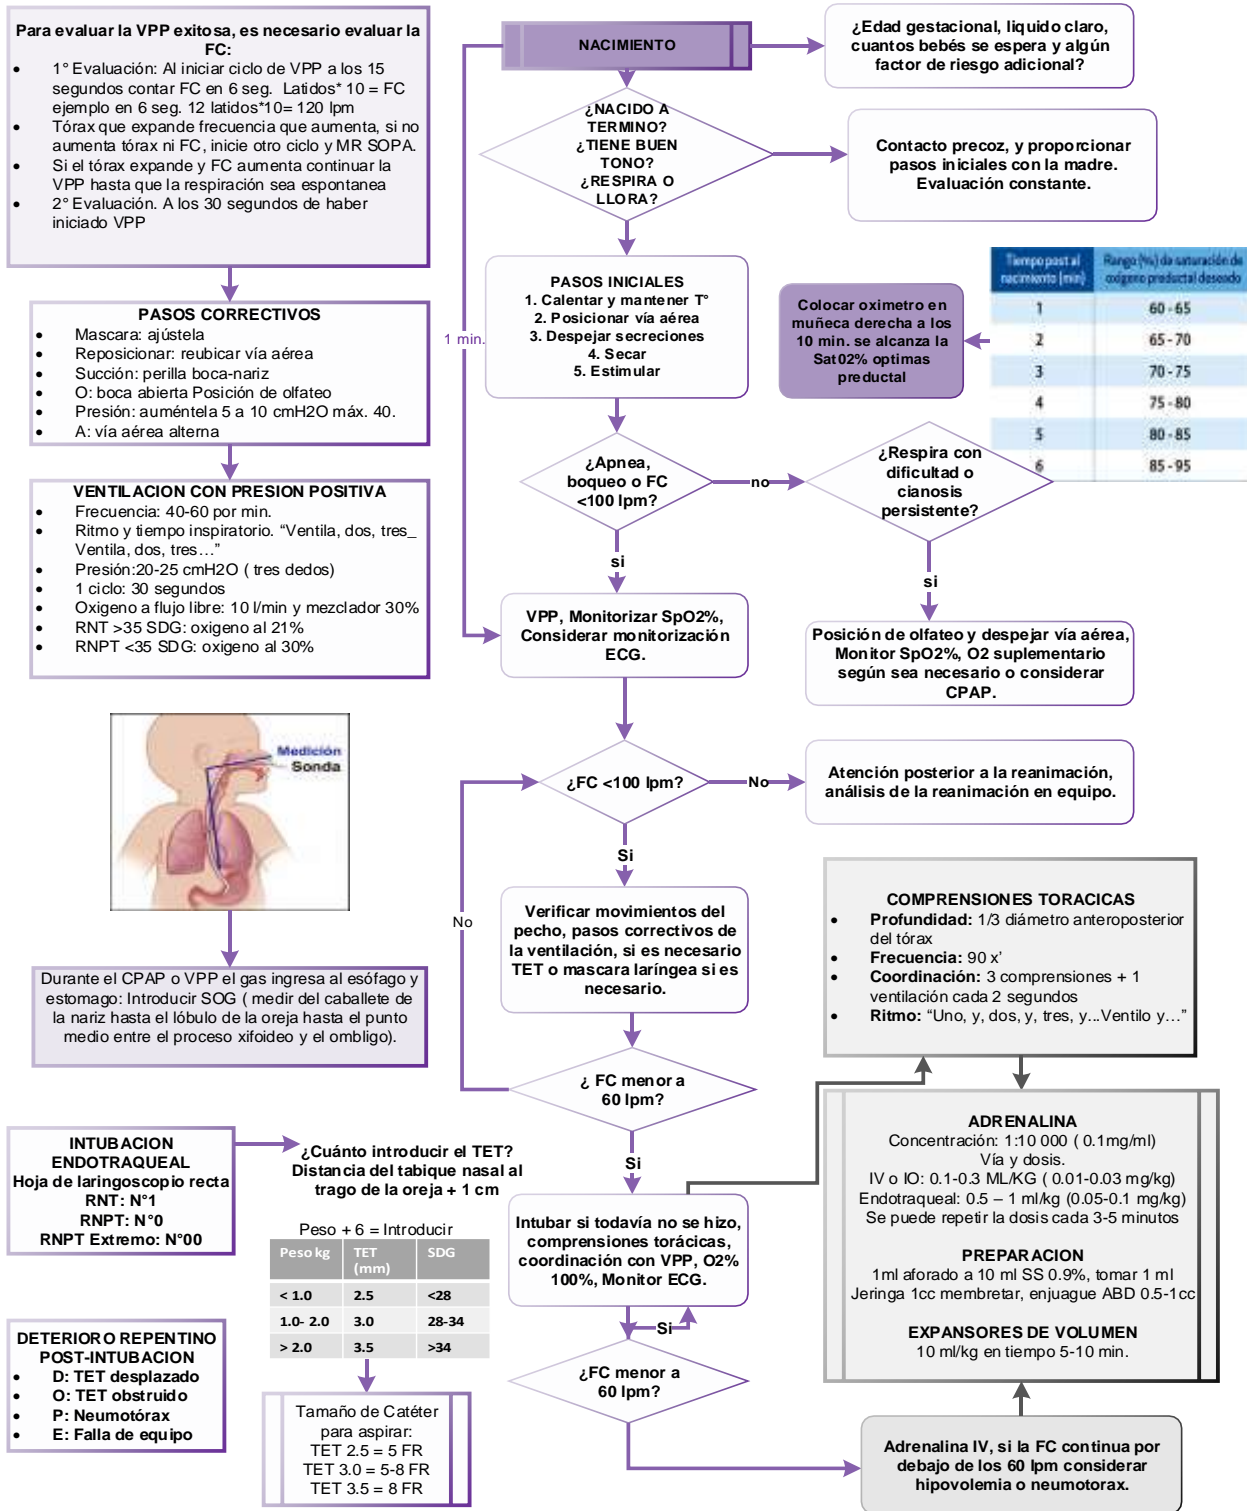 Para evaluar la VPP exitosa, es necesario evaluar la
FC:
• 1° Evaluación: Al iniciar ciclo de VPP a los 15
segundos contar FC en 6 seg. Latidos* 10 = FC
ejemplo en 6 seg. 12 latidos*10= 120 lpm
• Tórax que expande frecuencia que aumenta, si no
aumenta tórax ni FC, inicie otro ciclo y MR SOPA.
• Si el tórax expande y FC aumenta continuar la
VPP hasta que la respiración sea espontanea
• 2° Evaluación. A los 30 segundos de haber
iniciado VPP
PASOS CORRECTIVOS
• Mascara: ajústela
• Reposicionar: reubicar vía aérea
• Succión: perilla boca-nariz
• O: boca abierta Posición de olfateo
• Presión: auméntela 5 a 10 cmH2O máx. 40.
• A: vía aérea alterna
VENTILACION CON PRESION POSITIVA
• Frecuencia: 40-60 por min.
• Ritmo y tiempo inspiratorio. “Ventila, dos, tres_
Ventila, dos, tres…”
• Presión:20-25 cmH2O ( tres dedos)
• 1 ciclo: 30 segundos
• Oxigeno a flujo libre: 10 l/min y mezclador 30%
• RNT >35 SDG: oxigeno al 21%
• RNPT <35 SDG: oxigeno al 30%
Medición
Sonda
Durante el CPAP o VPP el gas ingresa al esófago y
estomago: Introducir SOG ( medir del caballete de
la nariz hasta el lóbulo de la oreja hasta el punto
medio entre el proceso xifoideo y el ombligo).
INTUBACION
ENDOTRAQUEAL
Hoja de laringoscopio recta
RNT: N°1
RNPT: N°0
RNPT Extremo: N°00
DETERIORO REPENTINO
POST-INTUBACION
• D: TET desplazado
• O: TET obstruido
• P: Neumotórax
• E: Falla de equipo
¿Cuánto introducir el TET?
Distancia del tabique nasal al
trago de la oreja + 1 cm
Peso + 6 = Introducir
Peso kg TET (mm) SDG
< 1.0 2.5 <28
1.0- 2.0 3.0 28-34
> 2.0 3.5 >34
Tamaño de Catéter
para aspirar:
TET 2.5 = 5 FR
TET 3.0 = 5-8 FR
TET 3.5 = 8 FR
NACIMIENTO
¿Edad gestacional, liquido claro,
cuantos bebés se espera y algún
factor de riesgo adicional?
¿NACIDO A
TERMINO?
¿TIENE BUEN
TONO?
¿RESPIRA O
LLORA?
Contacto precoz, y proporcionar
pasos iniciales con la madre.
Evaluación constante.
1 min.
PASOS INICIALES
1. Calentar y mantener T°
2. Posicionar vía aérea
3. Despejar secreciones
4. Secar
5. Estimular
Colocar oximetro en
muñeca derecha a los
10 min. se alcanza la
Sat02% optimas
preductal
Tiempo post al nacimiento (min) Rango (%) de saturación de oxígeno preductal deseado
1 60 - 65
2 65 - 70
3 70 - 75
4 75 - 80
5 80 - 85
6 85 - 95
¿Apnea,
boqueo o FC
<100 lpm?
no
¿Respira con
dificultad o
cianosis
persistente?
si
si
VPP, Monitorizar SpO2%,
Considerar monitorización
ECG.
Posición de olfateo y despejar vía aérea,
Monitor SpO2%, O2 suplementario
según sea necesario o considerar
CPAP.
¿FC <100 lpm?
No
Atención posterior a la reanimación,
análisis de la reanimación en equipo.
Si
No
Verificar movimientos del
pecho, pasos correctivos de
la ventilación, si es necesario
TET o mascara laríngea si es
necesario.
¿ FC menor a
60 lpm?
Si
Intubar si todavía no se hizo,
comprensiones torácicas,
coordinación con VPP, O2%
100%, Monitor ECG.
Si
¿FC menor a
60 lpm?
COMPRENSIONES TORACICAS
• Profundidad: 1/3 diámetro anteroposterior
del tórax
• Frecuencia: 90 x’
• Coordinación: 3 comprensiones + 1
ventilación cada 2 segundos
• Ritmo: “Uno, y, dos, y, tres, y...Ventilo y…”
ADRENALINA
Concentración: 1:10 000 ( 0.1mg/ml)
Vía y dosis.
IV o IO: 0.1-0.3 ML/KG ( 0.01-0.03 mg/kg)
Endotraqueal: 0.5 – 1 ml/kg (0.05-0.1 mg/kg)
Se puede repetir la dosis cada 3-5 minutos
PREPARACION
1ml aforado a 10 ml SS 0.9%, tomar 1 ml
Jeringa 1cc membretar, enjuague ABD 0.5-1cc
EXPANSORES DE VOLUMEN
10 ml/kg en tiempo 5-10 min.
Adrenalina IV, si la FC continua por
debajo de los 60 lpm considerar
hipovolemia o neumotorax.